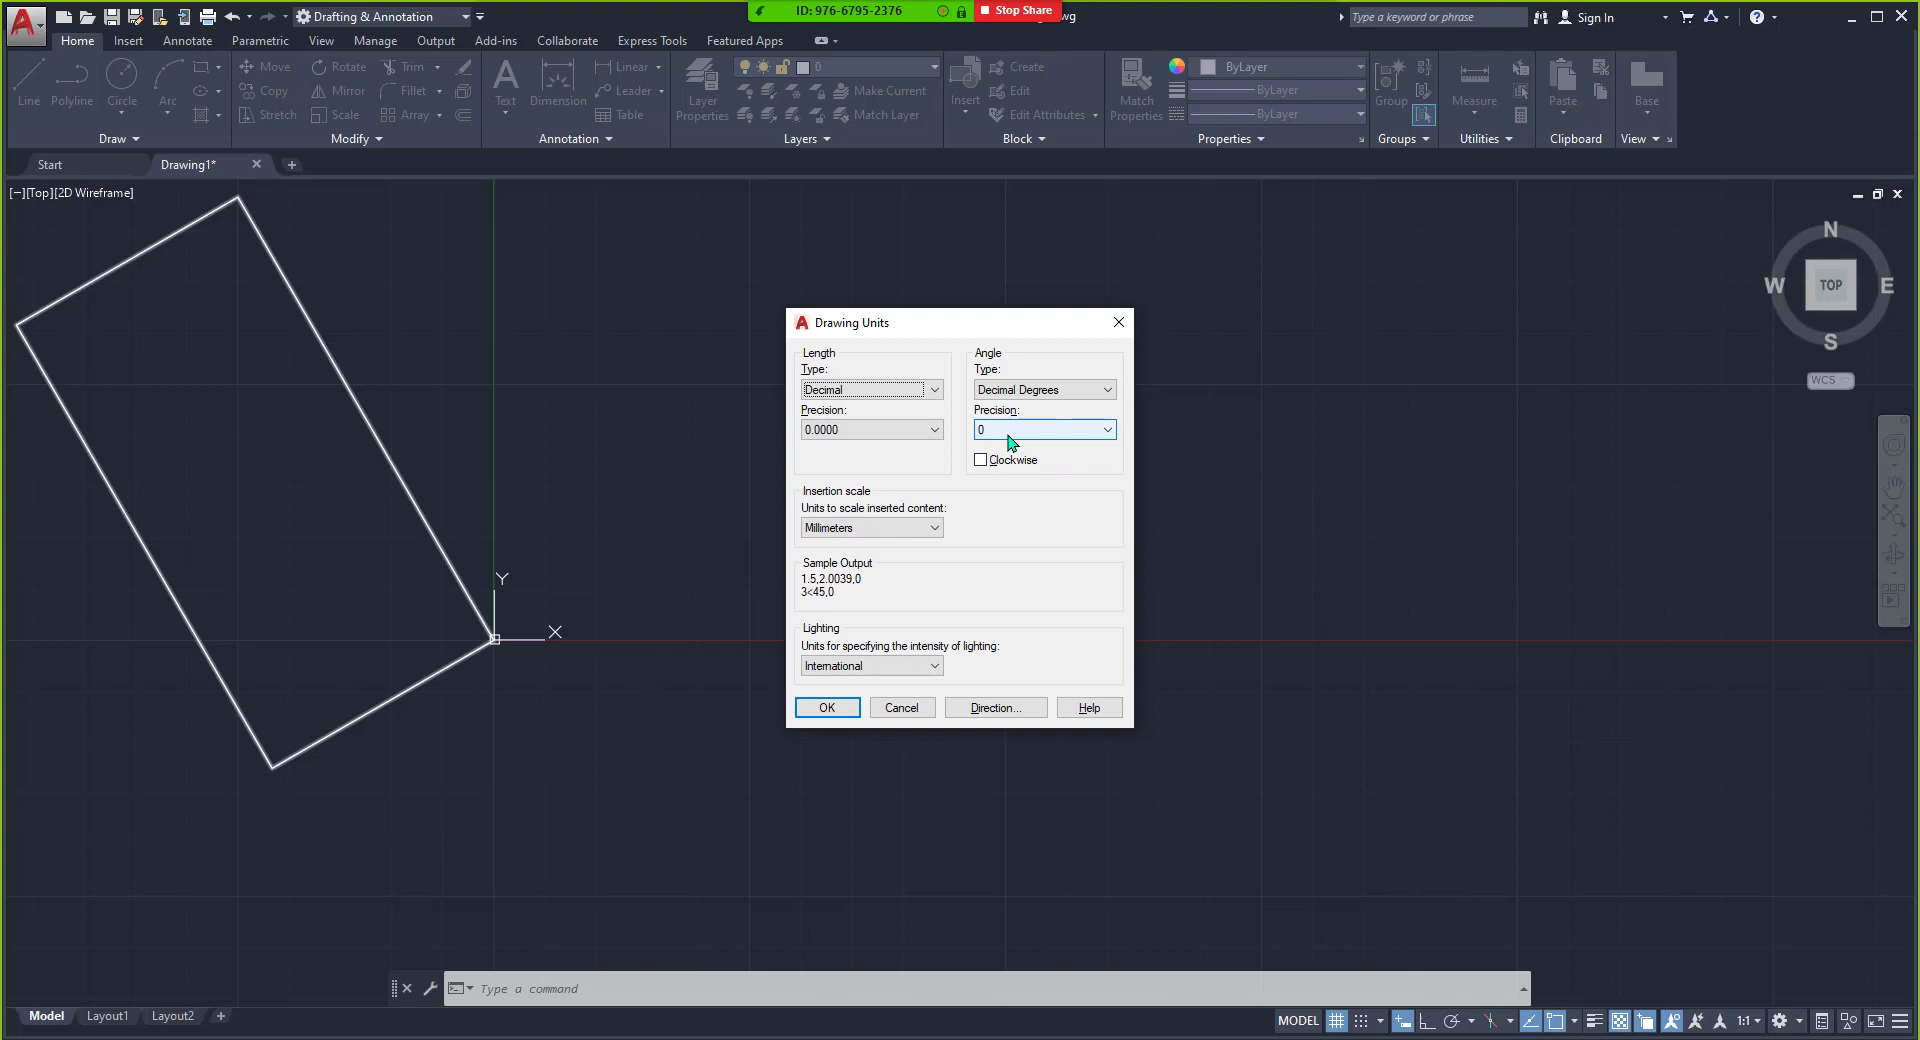 Drafting & Annotation
ID: 976-6795-2376
Stop Share
wg
Type a keyword or phrase
Sign In
Home Insert Annotate Parametric View Manage Output Add-ins Collaborate Express Tools Featured Apps
Line Polyline Circle Arc
Draw
Move Rotate Trim
Copy Mirror Fillet
Stretch Scale Array
Modify
Text Dimension
Linear
Leader
Table
Annotation
Layer Properties
0
Make Current
Match Layer
Layers
Insert
Create
Edit
Edit Attributes
Block
Match Properties
ByLayer
ByLayer
ByLayer
Properties
Group
Groups
Measure
Utilities
Paste
Clipboard
Base
View
Start Drawing1*
[−][Top][2D Wireframe]
N
W TOP E
S
WCS
Y
X
Drawing Units
Length
Type:
Decimal
Precision:
0.0000
Angle
Type:
Decimal Degrees
Precision:
0
Clockwise
Insertion scale
Units to scale inserted content:
Millimeters
Sample Output
1.5,2.0039,0
3<45,0
Lighting
Units for specifying the intensity of lighting:
International
OK Cancel Direction... Help
Type a command
Model Layout1 Layout2
MODEL
1:1